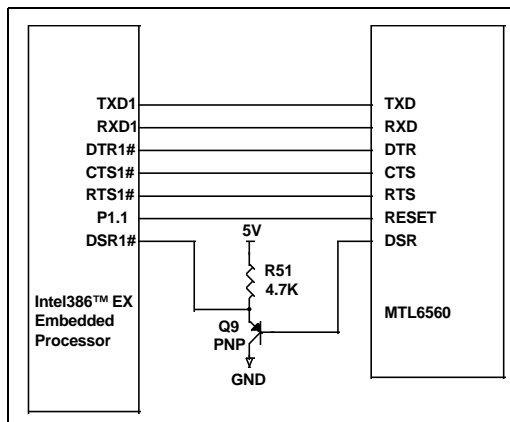 TXD1 TXD
RXD1 RXD
DTR1# DTR
CTS1# CTS
RTS1# RTS
P1.1 RESET
DSR1# 5V DSR
R51
4.7K
Intel386™ EX
Embedded
Processor
MTL6560
Q9
PNP
GND